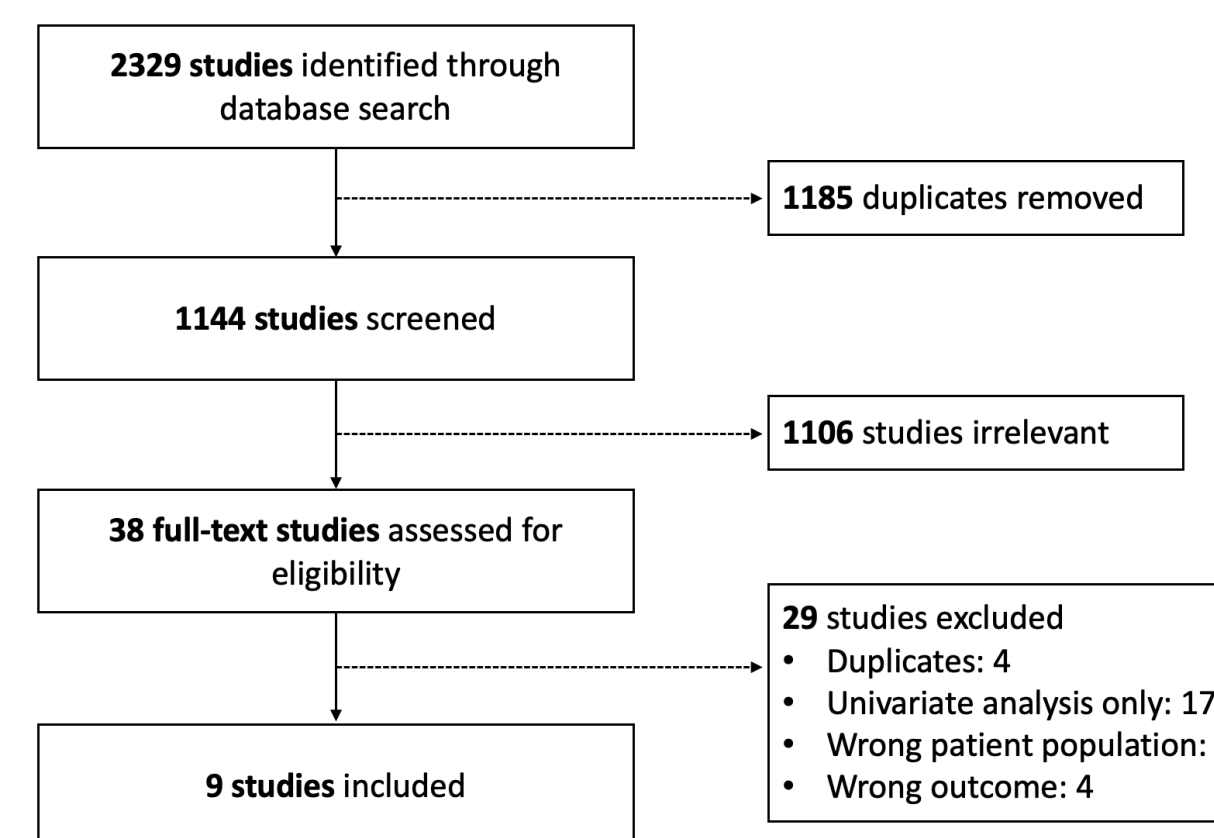 2329 studies identified through
database search
1185 duplicates removed
1144 studies screened
1106 studies irrelevant
38 full-text studies assessed for
eligibility
29 studies excluded
• Duplicates: 4
• Univariate analysis only: 17
• Wrong patient population:
• Wrong outcome: 4
9 studies included